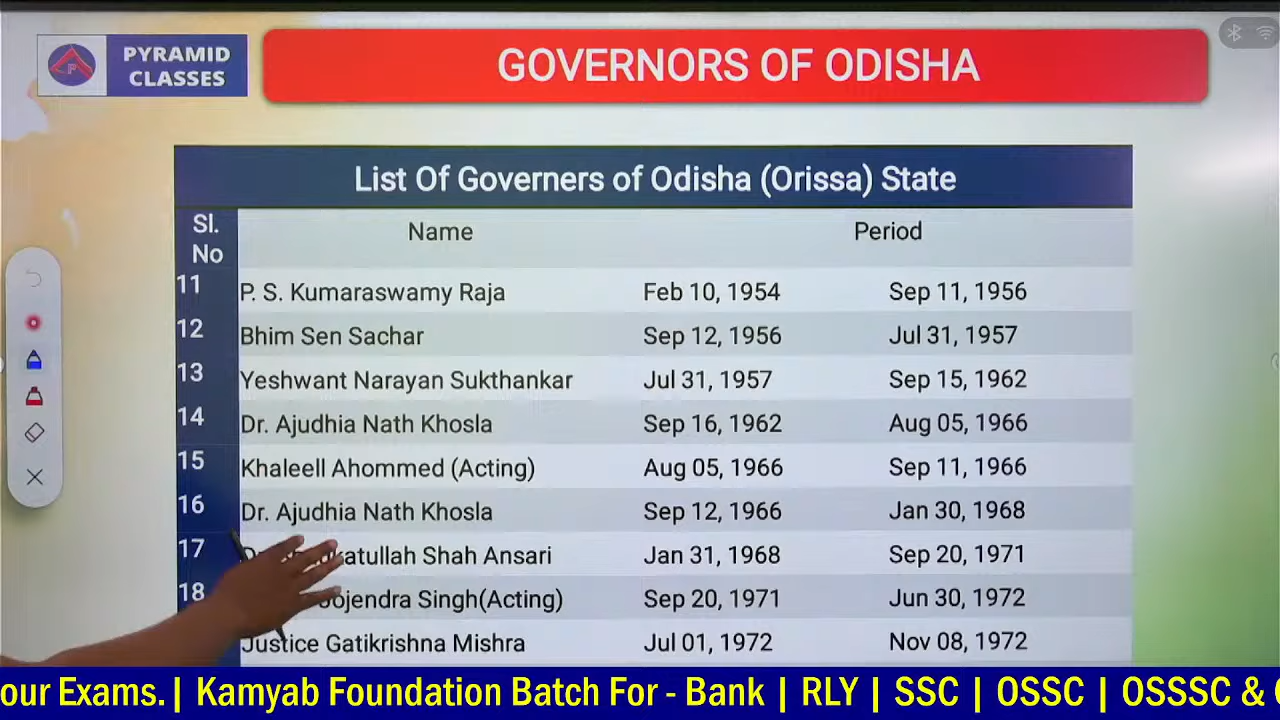 PYRAMID
CLASSES
P
GOVERNORS OF ODISHA
List Of Governers of Odisha (Orissa) State
Sl. No Name Period
11 P. S. Kumaraswamy Raja Feb 10, 1954 Sep 11, 1956
12 Bhim Sen Sachar Sep 12, 1956 Jul 31, 1957
13 Yeshwant Narayan Sukthankar Jul 31, 1957 Sep 15, 1962
14 Dr. Ajudhia Nath Khosla Sep 16, 1962 Aug 05, 1966
15 Khaleell Ahommed (Acting) Aug 05, 1966 Sep 11, 1966
16 Dr. Ajudhia Nath Khosla Sep 12, 1966 Jan 30, 1968
17 Shah Ansari Jan 31, 1968 Sep 20, 1971
18 Singh(Acting) Sep 20, 1971 Jun 30, 1972
Justice Gatikrishna Mishra Jul 01, 1972 Nov 08, 1972
our Exams. | Kamyab Foundation Batch For - Bank | RLY | SSC | OSSC | OSSSC &